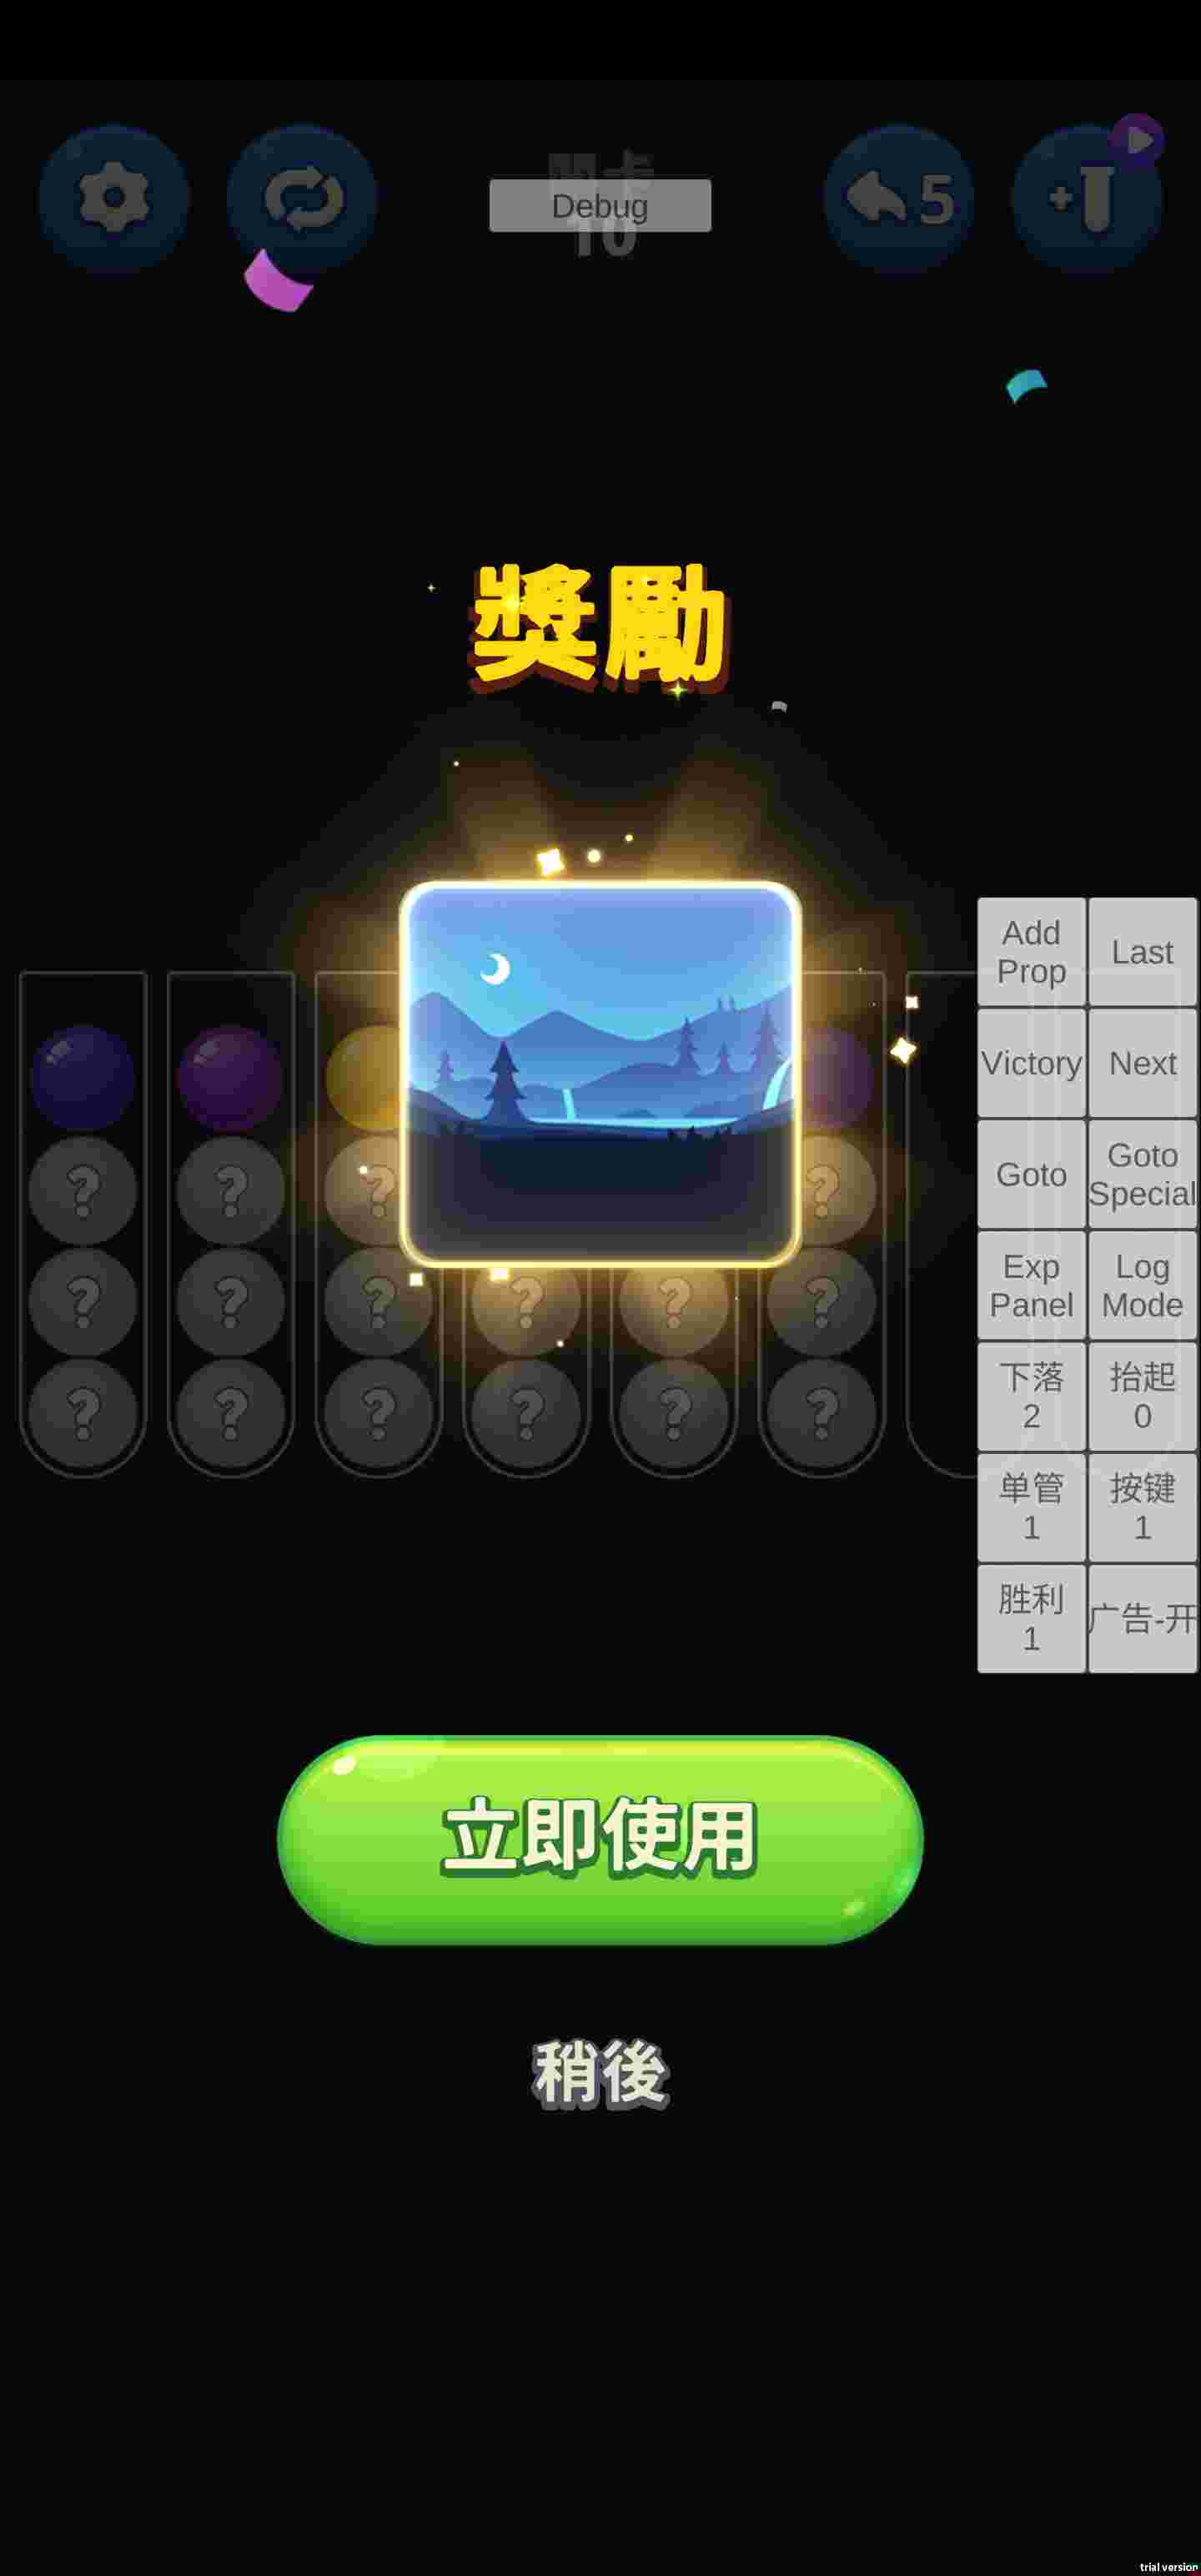 5
關卡
Debug
10
獎勵
Add
Prop
Last
Victory
Next
Goto
Goto
Special
Exp
Panel
Log
Mode
下落
2
抬起
0
单管
1
按键
1
胜利
1
广告-开
? ? ? ?
? ? ? ? ?
? ? ? ? ? ?
立即使用
稍後
trial version